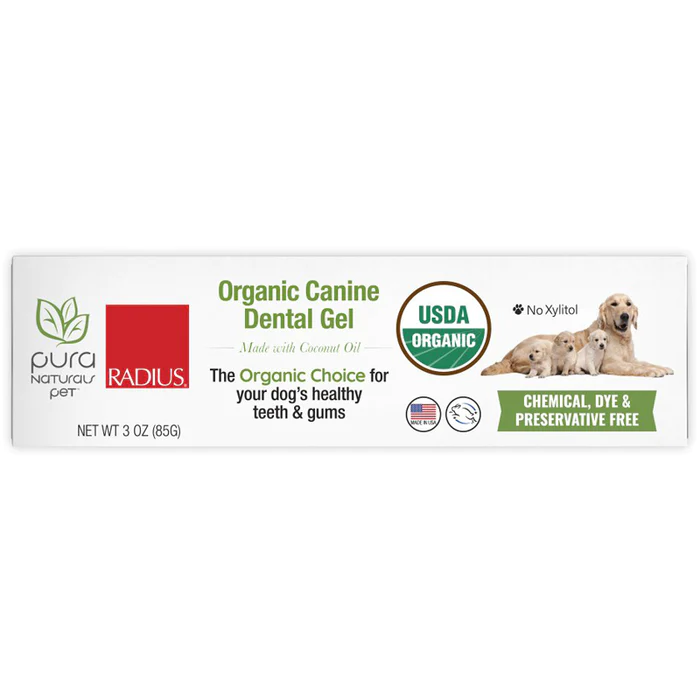 pura
NATURALS
PET
RADIUS.
NET WT 3 OZ (85G)
Organic Canine
Dental Gel
Made with Coconut Oil
The Organic Choice for
your dog's healthy
teeth & gums
USDA
ORGANIC
MADE IN USA
No Xylitol
CHEMICAL, DYE &
PRESERVATIVE FREE